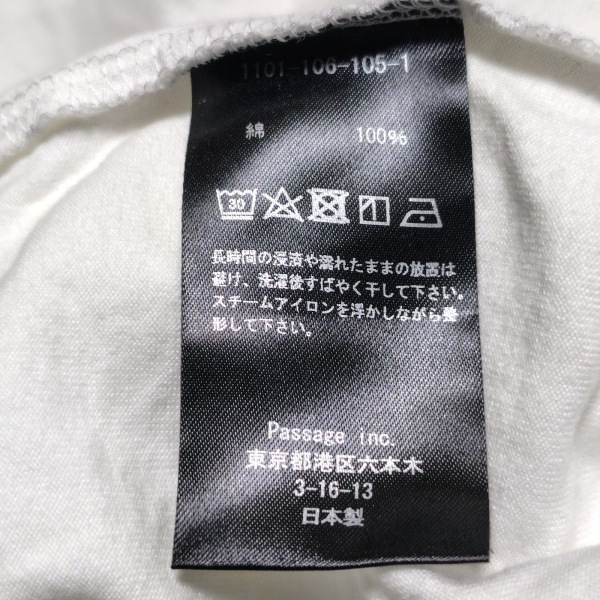 1101-106-105-1
綿 100%
30
長時間の浸漬や濡れたままの放置は
避け、洗濯後すばやく干して下さい。
スチームアイロンを浮かしながら整
形して下さい。
Passage inc.
東京都港区六本木
3-16-13
日本製